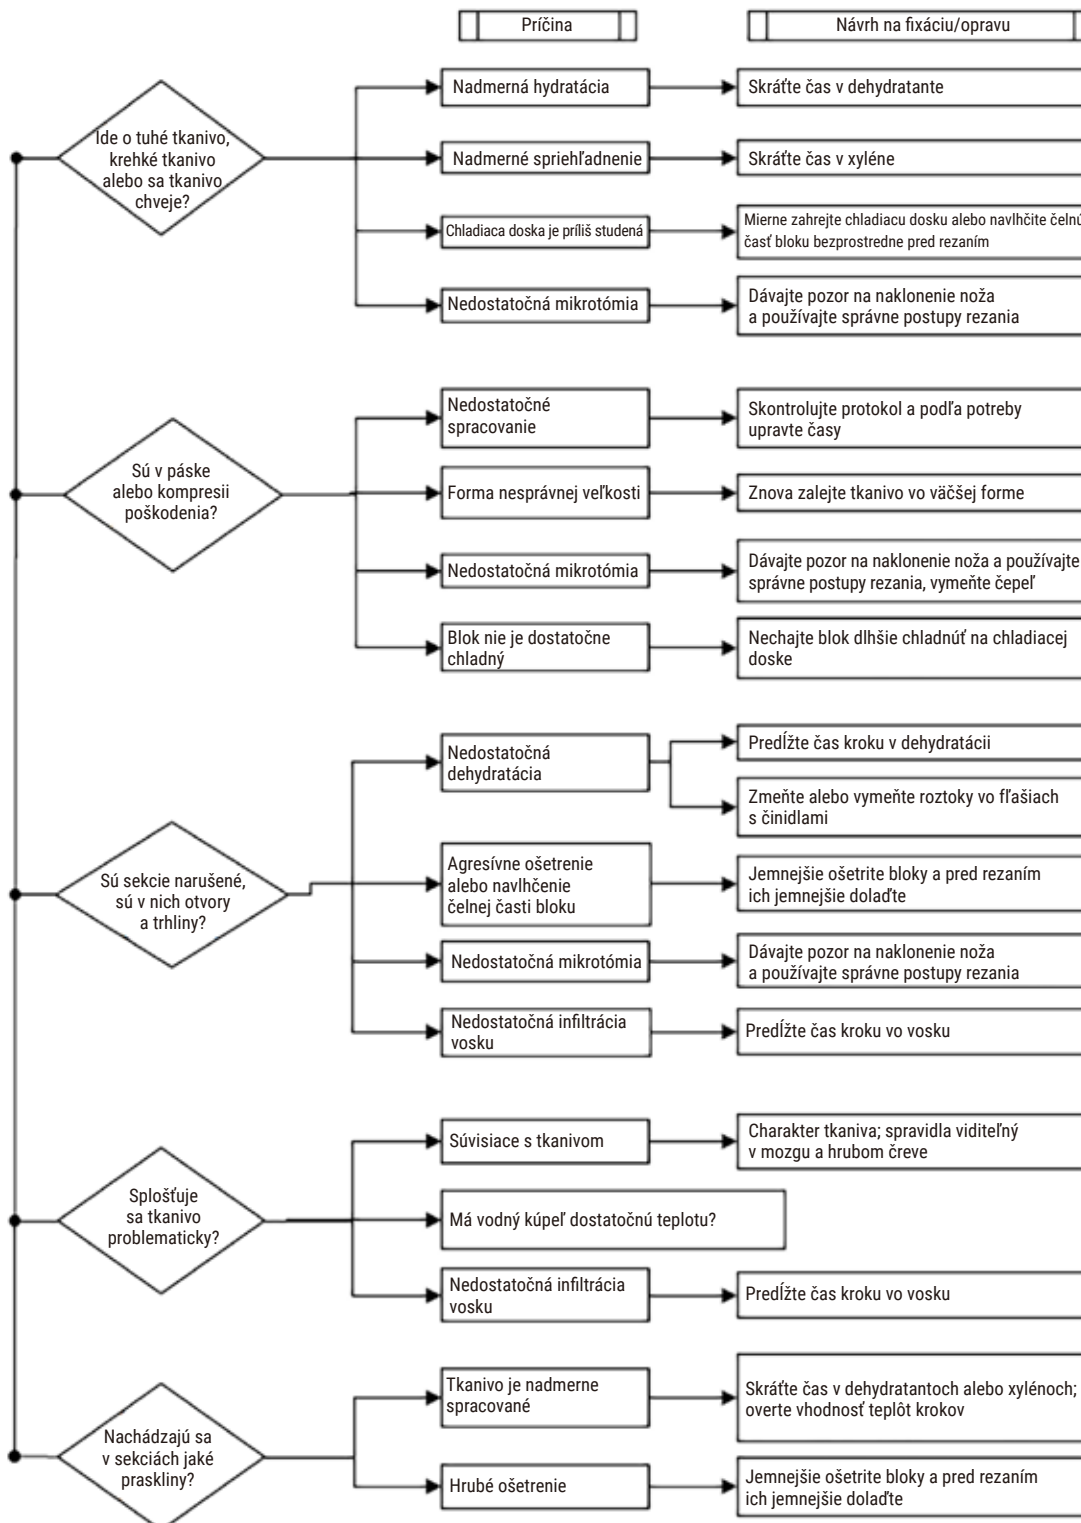 Príčina
Návrh na fixáciu/opravu
Ide o tuhé tkanivo,
krehké tkanivo
alebo sa tkanivo
chveje?
Nadmerná hydratácia
Skráťte čas v dehydratante
Nadmerné spriehľadnenie
Skráťte čas v xyléne
Chladiaca doska je príliš studená
Mierne zahrejte chladiacu dosku alebo navlhčite čelnú
časť bloku bezprostredne pred rezaním
Nedostatočná mikrotómia
Dávajte pozor na naklonenie noža
a používajte správne postupy rezania
Sú v páske
alebo kompresii
poškodenia?
Nedostatočné
spracovanie
Skontrolujte protokol a podľa potreby
upravte časy
Forma nesprávnej veľkosti
Znova zalejte tkanivo vo väčšej forme
Nedostatočná mikrotómia
Dávajte pozor na naklonenie noža a používajte
správne postupy rezania, vymeňte čepeľ
Blok nie je dostatočne
chladný
Nechajte blok dlhšie chladnúť na chladiacej
doske
Sú sekcie narušené,
sú v nich otvory
a trhliny?
Nedostatočná
dehydratácia
Predĺžte čas kroku v dehydratácii
Zmeňte alebo vymeňte roztoky vo fľašiach
s činidlami
Agresívne ošetrenie
alebo navlhčenie
čelnej časti bloku
Jemnejšie ošetrite bloky a pred rezaním
ich jemnejšie dolaďte
Nedostatočná mikrotómia
Dávajte pozor na naklonenie noža
a používajte správne postupy rezania
Nedostatočná infiltrácia
vosku
Predĺžte čas kroku vo vosku
Splošťuje
sa tkanivo
problematicky?
Súvisiace s tkanivom
Charakter tkaniva; spravidla viditeľný
v mozgu a hrubom čreve
Má vodný kúpeľ dostatočnú teplotu?
Nedostatočná infiltrácia
vosku
Predĺžte čas kroku vo vosku
Nachádzajú sa
v sekciách jaké
praskliny?
Tkanivo je nadmerne
spracované
Skráťte čas v dehydratantoch alebo xylénoch;
overte vhodnosť teplôt krokov
Hrubé ošetrenie
Jemnejšie ošetrite bloky a pred rezaním
ich jemnejšie dolaďte